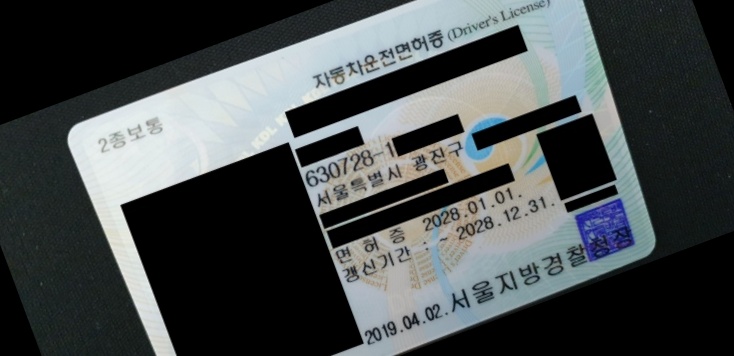 자동차운전면허증 (Driver's License)
2종보통
630728-1
서울특별시 광진구
면 허 증 2028.01.01.
갱신기간 : ~ 2028.12.31.
2019.04.02. 서울지방경찰청장